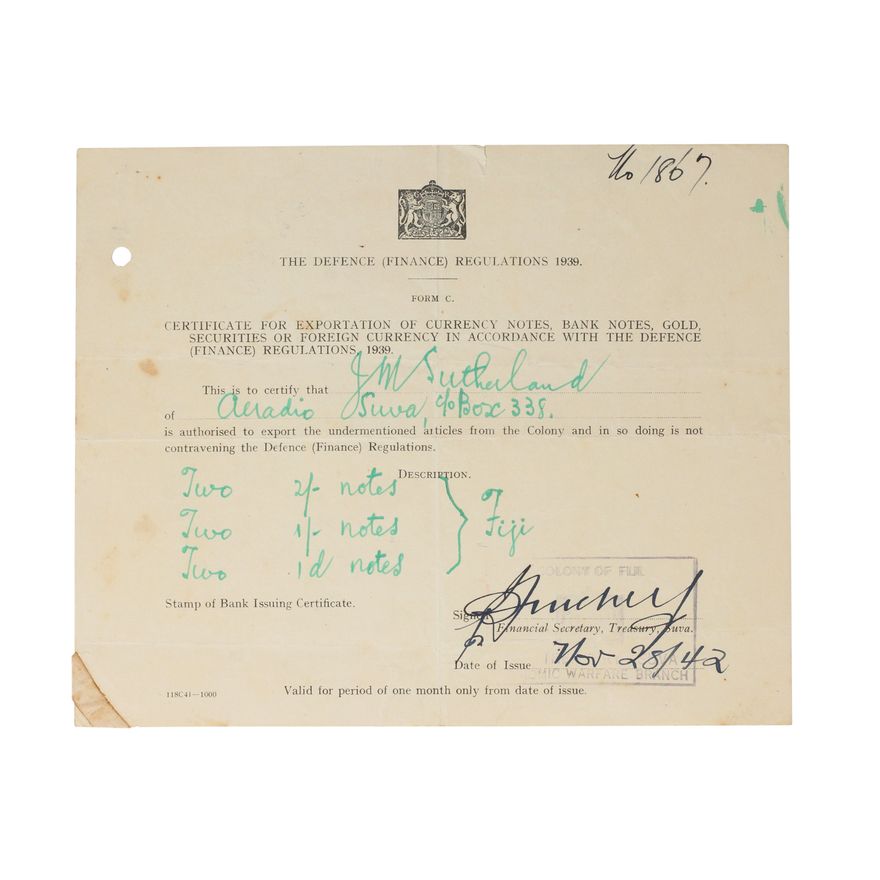 No 1867.
THE DEFENCE (FINANCE) REGULATIONS 1939.
FORM C.
CERTIFICATE FOR EXPORTATION OF CURRENCY NOTES, BANK NOTES, GOLD,
SECURITIES OR FOREIGN CURRENCY IN ACCORDANCE WITH THE DEFENCE
(FINANCE) REGULATIONS, 1939.
This is to certify that J M Sutherland
of Aeradio Suva, c/o Box 338.
is authorised to export the undermentioned articles from the Colony and in so doing is not
contravening the Defence (Finance) Regulations.
DESCRIPTION.
Two 2/- notes
Two 1/- notes Fiji
Two 1d notes
COLONY OF FIJI.
Stamp of Bank Issuing Certificate.
Signed
Financial Secretary, Treasury, Suva.
Date of Issue Nov 28/42
WARFARE BRANCH
118C41—1000
Valid for period of one month only from date of issue.